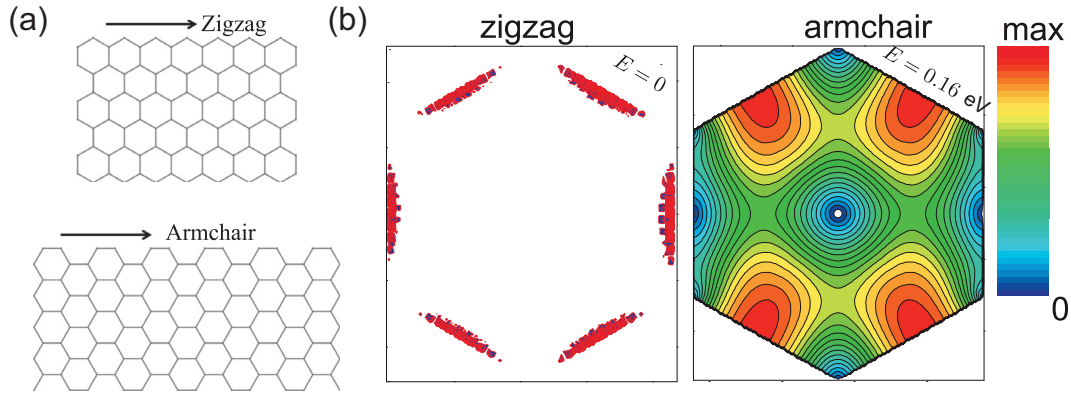 (a)
Zigzag
Armchair
(b)
zigzag
E = 0
armchair
E = 0.16 eV
max
0